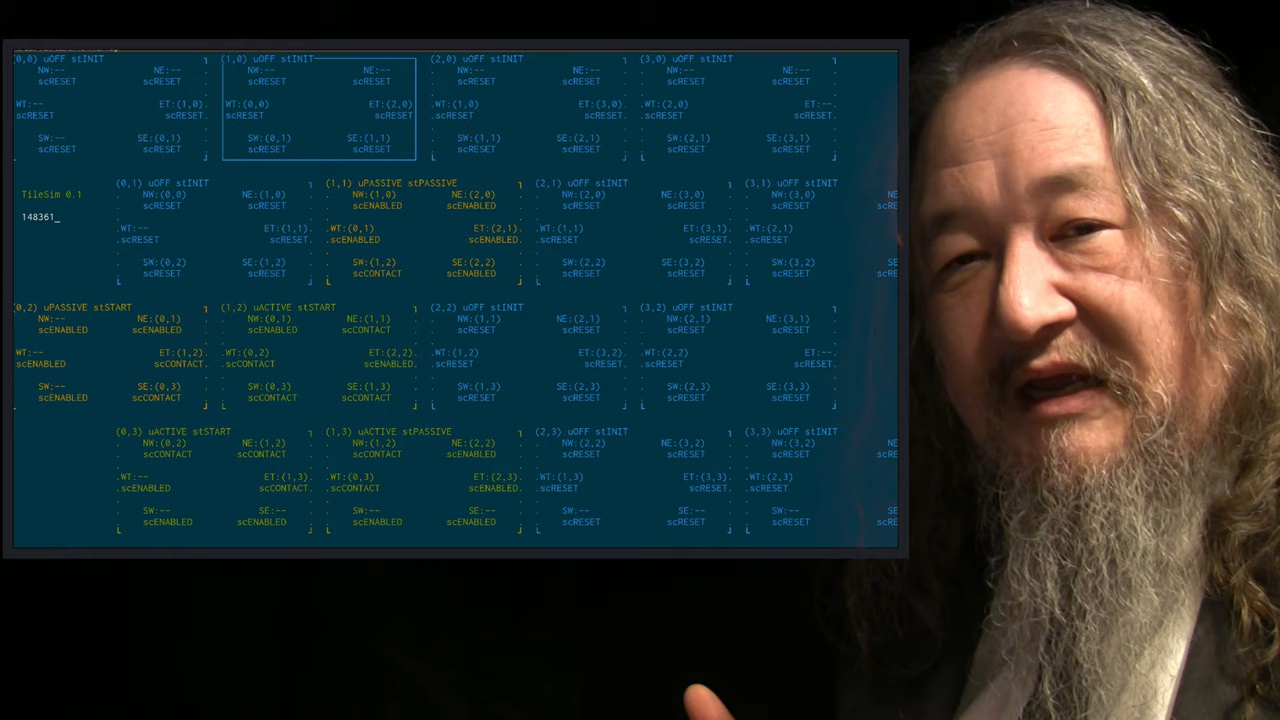 (0,0) uOFF stINIT (1,0) uOFF stINIT (2,0) uOFF stINIT (3,0) uOFF stINIT
NW:-- NE:-- NW:-- NE:-- NW:-- NE:-- NW:-- NE:--
scRESET scRESET scRESET scRESET scRESET scRESET scRESET scRESET
WT:-- ET:(1,0) WT:(0,0) ET:(2,0) WT:(1,0) ET:(3,0) WT:(2,0) ET:--
scRESET scRESET scRESET scRESET scRESET scRESET scRESET scRESET
SW:-- SE:(0,1) SW:(0,1) SE:(1,1) SW:(1,1) SE:(2,1) SW:(2,1) SE:(3,1)
scRESET scRESET scRESET scRESET scRESET scRESET scRESET scRESET
(0,1) uOFF stINIT (1,1) uPASSIVE stPASSIVE (2,1) uOFF stINIT (3,1) uOFF stINIT
TileSim 0.1 NW:(0,0) NE:(1,0) NW:(1,0) NE:(2,0) NW:(2,0) NE:(3,0) NW:(3,0) NE
scRESET scRESET scENABLED scENABLED scRESET scRESET scRESET scRE
148361_
WT:-- ET:(1,1) WT:(0,1) ET:(2,1) WT:(1,1) ET:(3,1) WT:(2,1)
scRESET scRESET scENABLED scENABLED scRESET scRESET scRESET
SW:(0,2) SE:(1,2) SW:(1,2) SE:(2,2) SW:(2,2) SE:(3,2) SW:(3,2) SE
scRESET scRESET scCONTACT scENABLED scRESET scRESET scRESET scRE
(0,2) uPASSIVE stSTART (1,2) uACTIVE stSTART (2,2) uOFF stINIT (3,2) uOFF stINIT
NW:-- NE:(0,1) NW:(0,1) NE:(1,1) NW:(1,1) NE:(2,1) NW:(2,1) NE:(3,1)
scENABLED scENABLED scENABLED scCONTACT scRESET scRESET scRESET scRESET
WT:-- ET:(1,2) WT:(0,2) ET:(2,2) WT:(1,2) ET:(3,2) WT:(2,2) ET:--
scENABLED scCONTACT scCONTACT scENABLED scRESET scRESET scRESET scRESET
SW:-- SE:(0,3) SW:(0,3) SE:(1,3) SW:(1,3) SE:(2,3) SW:(2,3) SE:(3,3)
scENABLED scCONTACT scCONTACT scCONTACT scRESET scRESET scRESET scRESET
(0,3) uACTIVE stSTART (1,3) uACTIVE stPASSIVE (2,3) uOFF stINIT (3,3) uOFF stINIT
NW:(0,2) NE:(1,2) NW:(1,2) NE:(2,2) NW:(2,2) NE:(3,2) NW:(3,2) NE
scCONTACT scCONTACT scCONTACT scENABLED scRESET scRESET scRESET scRE
WT:-- ET:(1,3) WT:(0,3) ET:(2,3) WT:(1,3) ET:(3,3) WT:(2,3)
scENABLED scCONTACT scCONTACT scENABLED scRESET scRESET scRESET
SW:-- SE:-- SW:-- SE:-- SW:-- SE:-- SW:-- SE
scENABLED scENABLED scENABLED scENABLED scRESET scRESET scRESET scRE